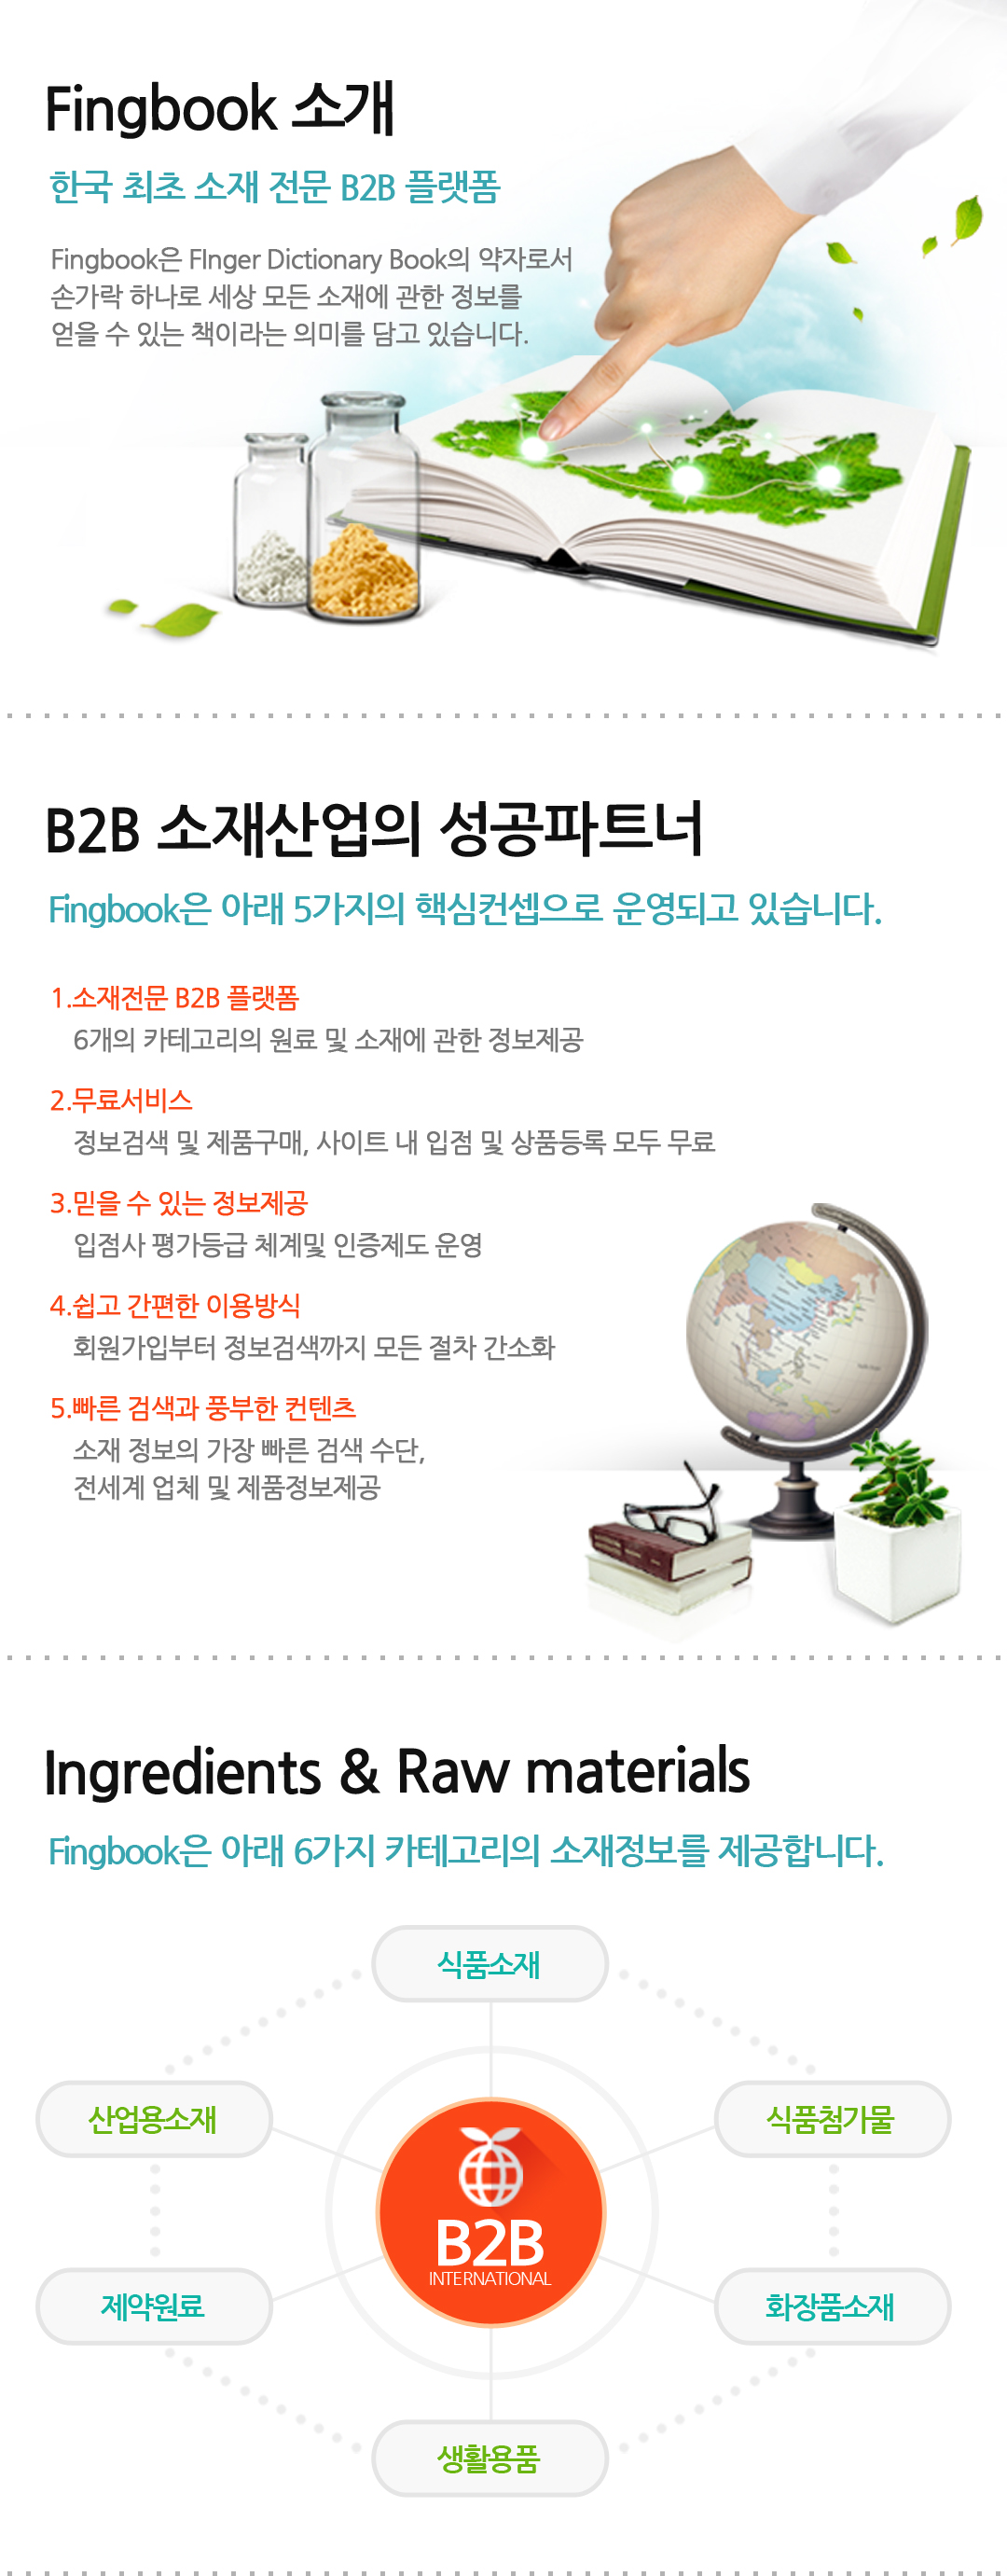 Fingbook 소개
한국 최초 소재 전문 B2B 플랫폼
Fingbook은 FInger Dictionary Book의 약자로서
손가락 하나로 세상 모든 소재에 관한 정보를
얻을 수 있는 책이라는 의미를 담고 있습니다.
B2B 소재산업의 성공파트너
Fingbook은 아래 5가지의 핵심컨셉으로 운영되고 있습니다.
1.소재전문 B2B 플랫폼
6개의 카테고리의 원료 및 소재에 관한 정보제공
2.무료서비스
정보검색 및 제품구매, 사이트 내 입점 및 상품등록 모두 무료
3.믿을 수 있는 정보제공
입점사 평가등급 체계및 인증제도 운영
4.쉽고 간편한 이용방식
회원가입부터 정보검색까지 모든 절차 간소화
5.빠른 검색과 풍부한 컨텐츠
소재 정보의 가장 빠른 검색 수단,
전세계 업체 및 제품정보제공
Ingredients & Raw materials
Fingbook은 아래 6가지 카테고리의 소재정보를 제공합니다.
식품소재
산업용소재
식품첨가물
B2B
INTERNATIONAL
제약원료
화장품소재
생활용품